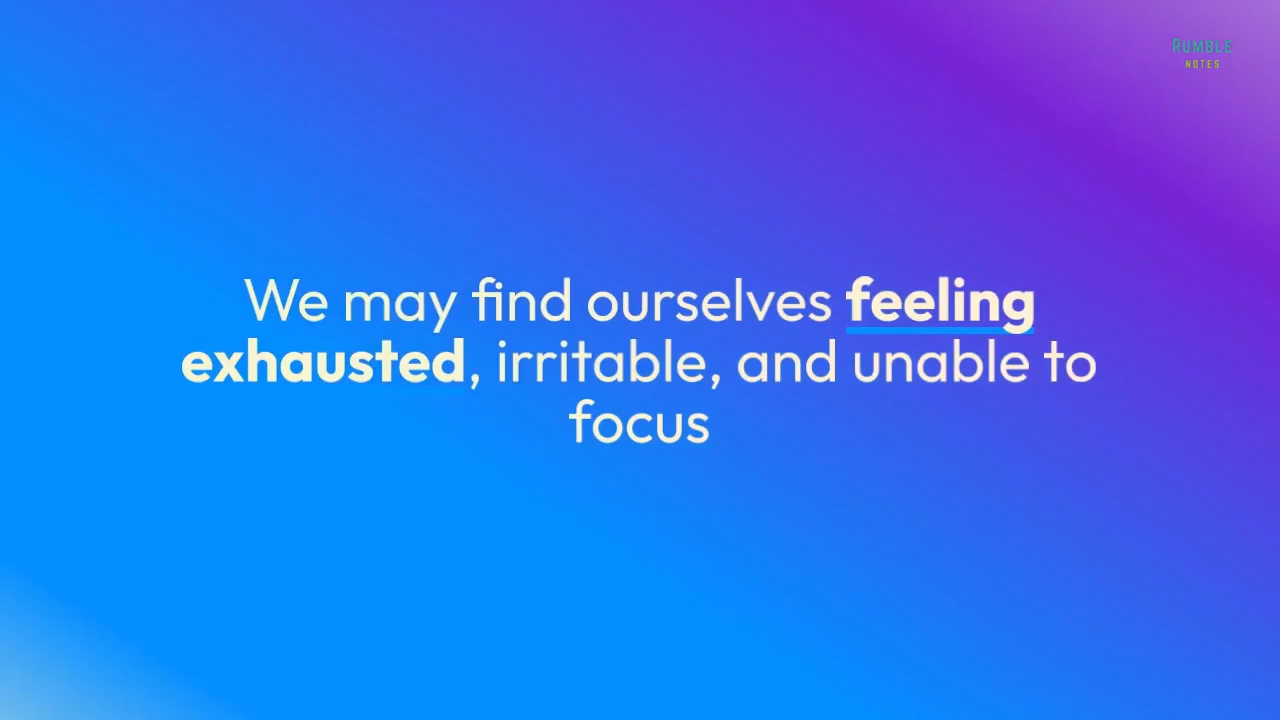 RUMBLE
NOTES
We may find ourselves feeling
exhausted, irritable, and unable to
focus